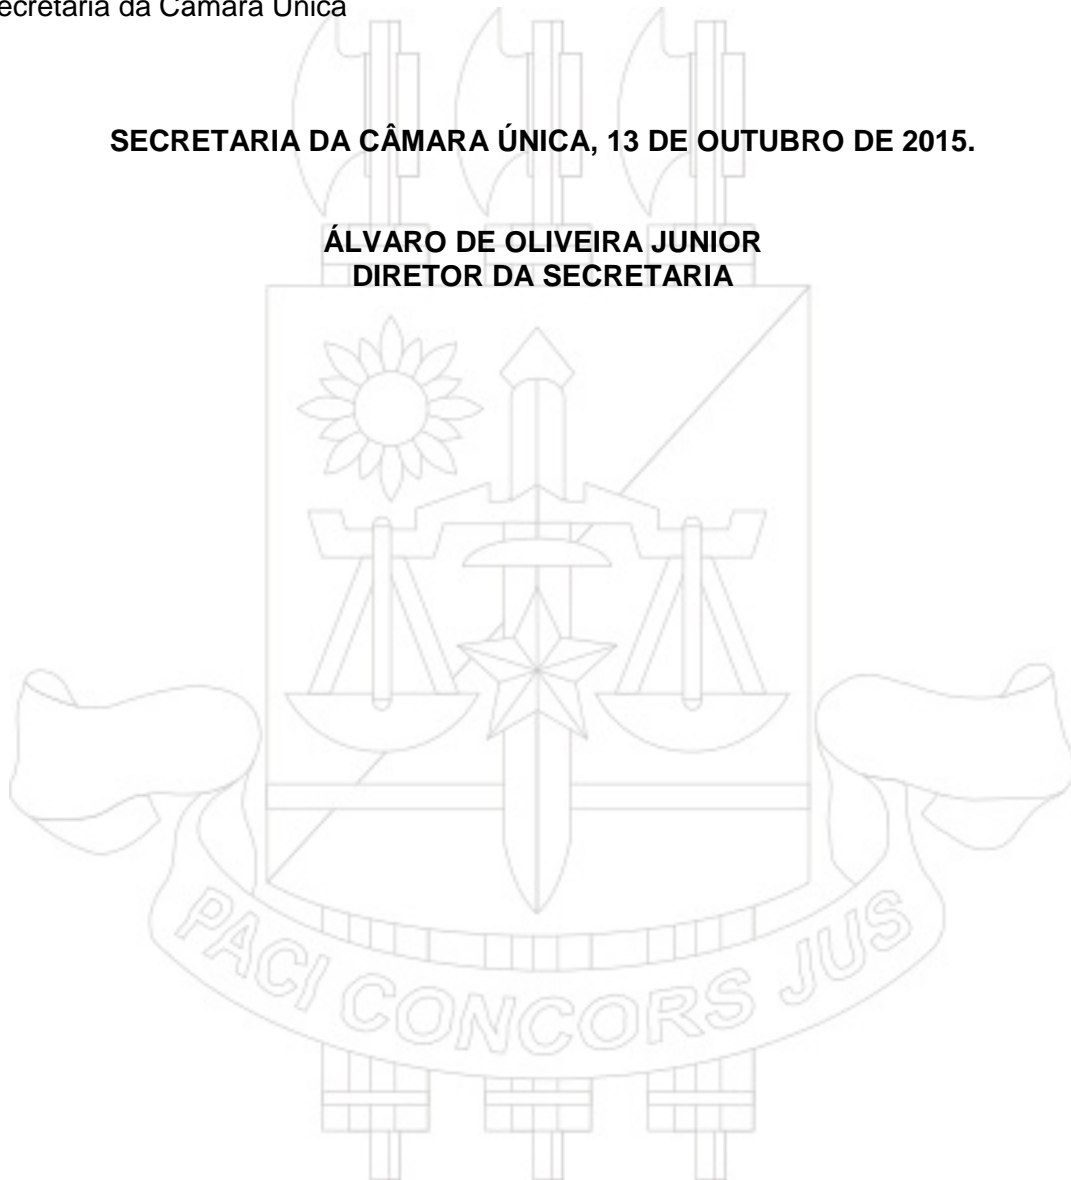 ecretaria da Câmara Única
SECRETARIA DA CÂMARA ÚNICA, 13 DE OUTUBRO DE 2015.
ÁLVARO DE OLIVEIRA JUNIOR
DIRETOR DA SECRETARIA
PACI CONCORS JUS